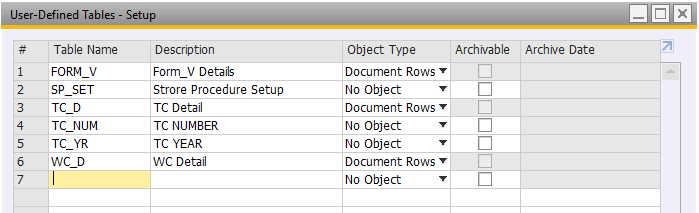 User-Defined Tables - Setup
# Table Name Description Object Type Archivable Archive Date
1 FORM_V Form_V Details Document Rows
2 SP_SET Strore Procedure Setup No Object
3 TC_D TC Detail Document Rows
4 TC_NUM TC NUMBER No Object
5 TC_YR TC YEAR No Object
6 WC_D WC Detail Document Rows
7 No Object